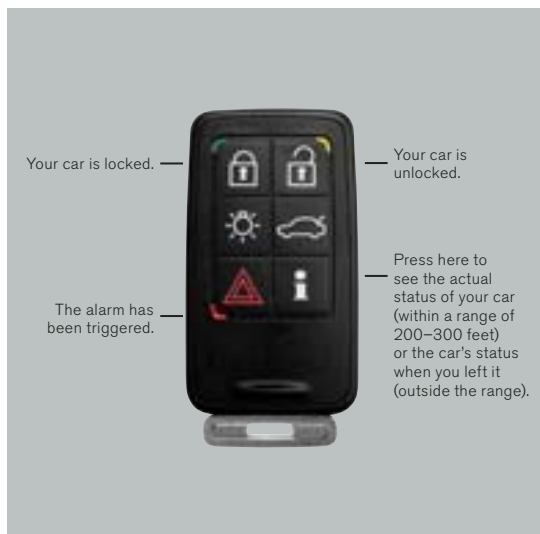 Your car is locked.
Your car is
unlocked.
The alarm has
been triggered.
Press here to
see the actual
status of your car
(within a range of
200–300 feet)
or the car's status
when you left it
(outside the range).